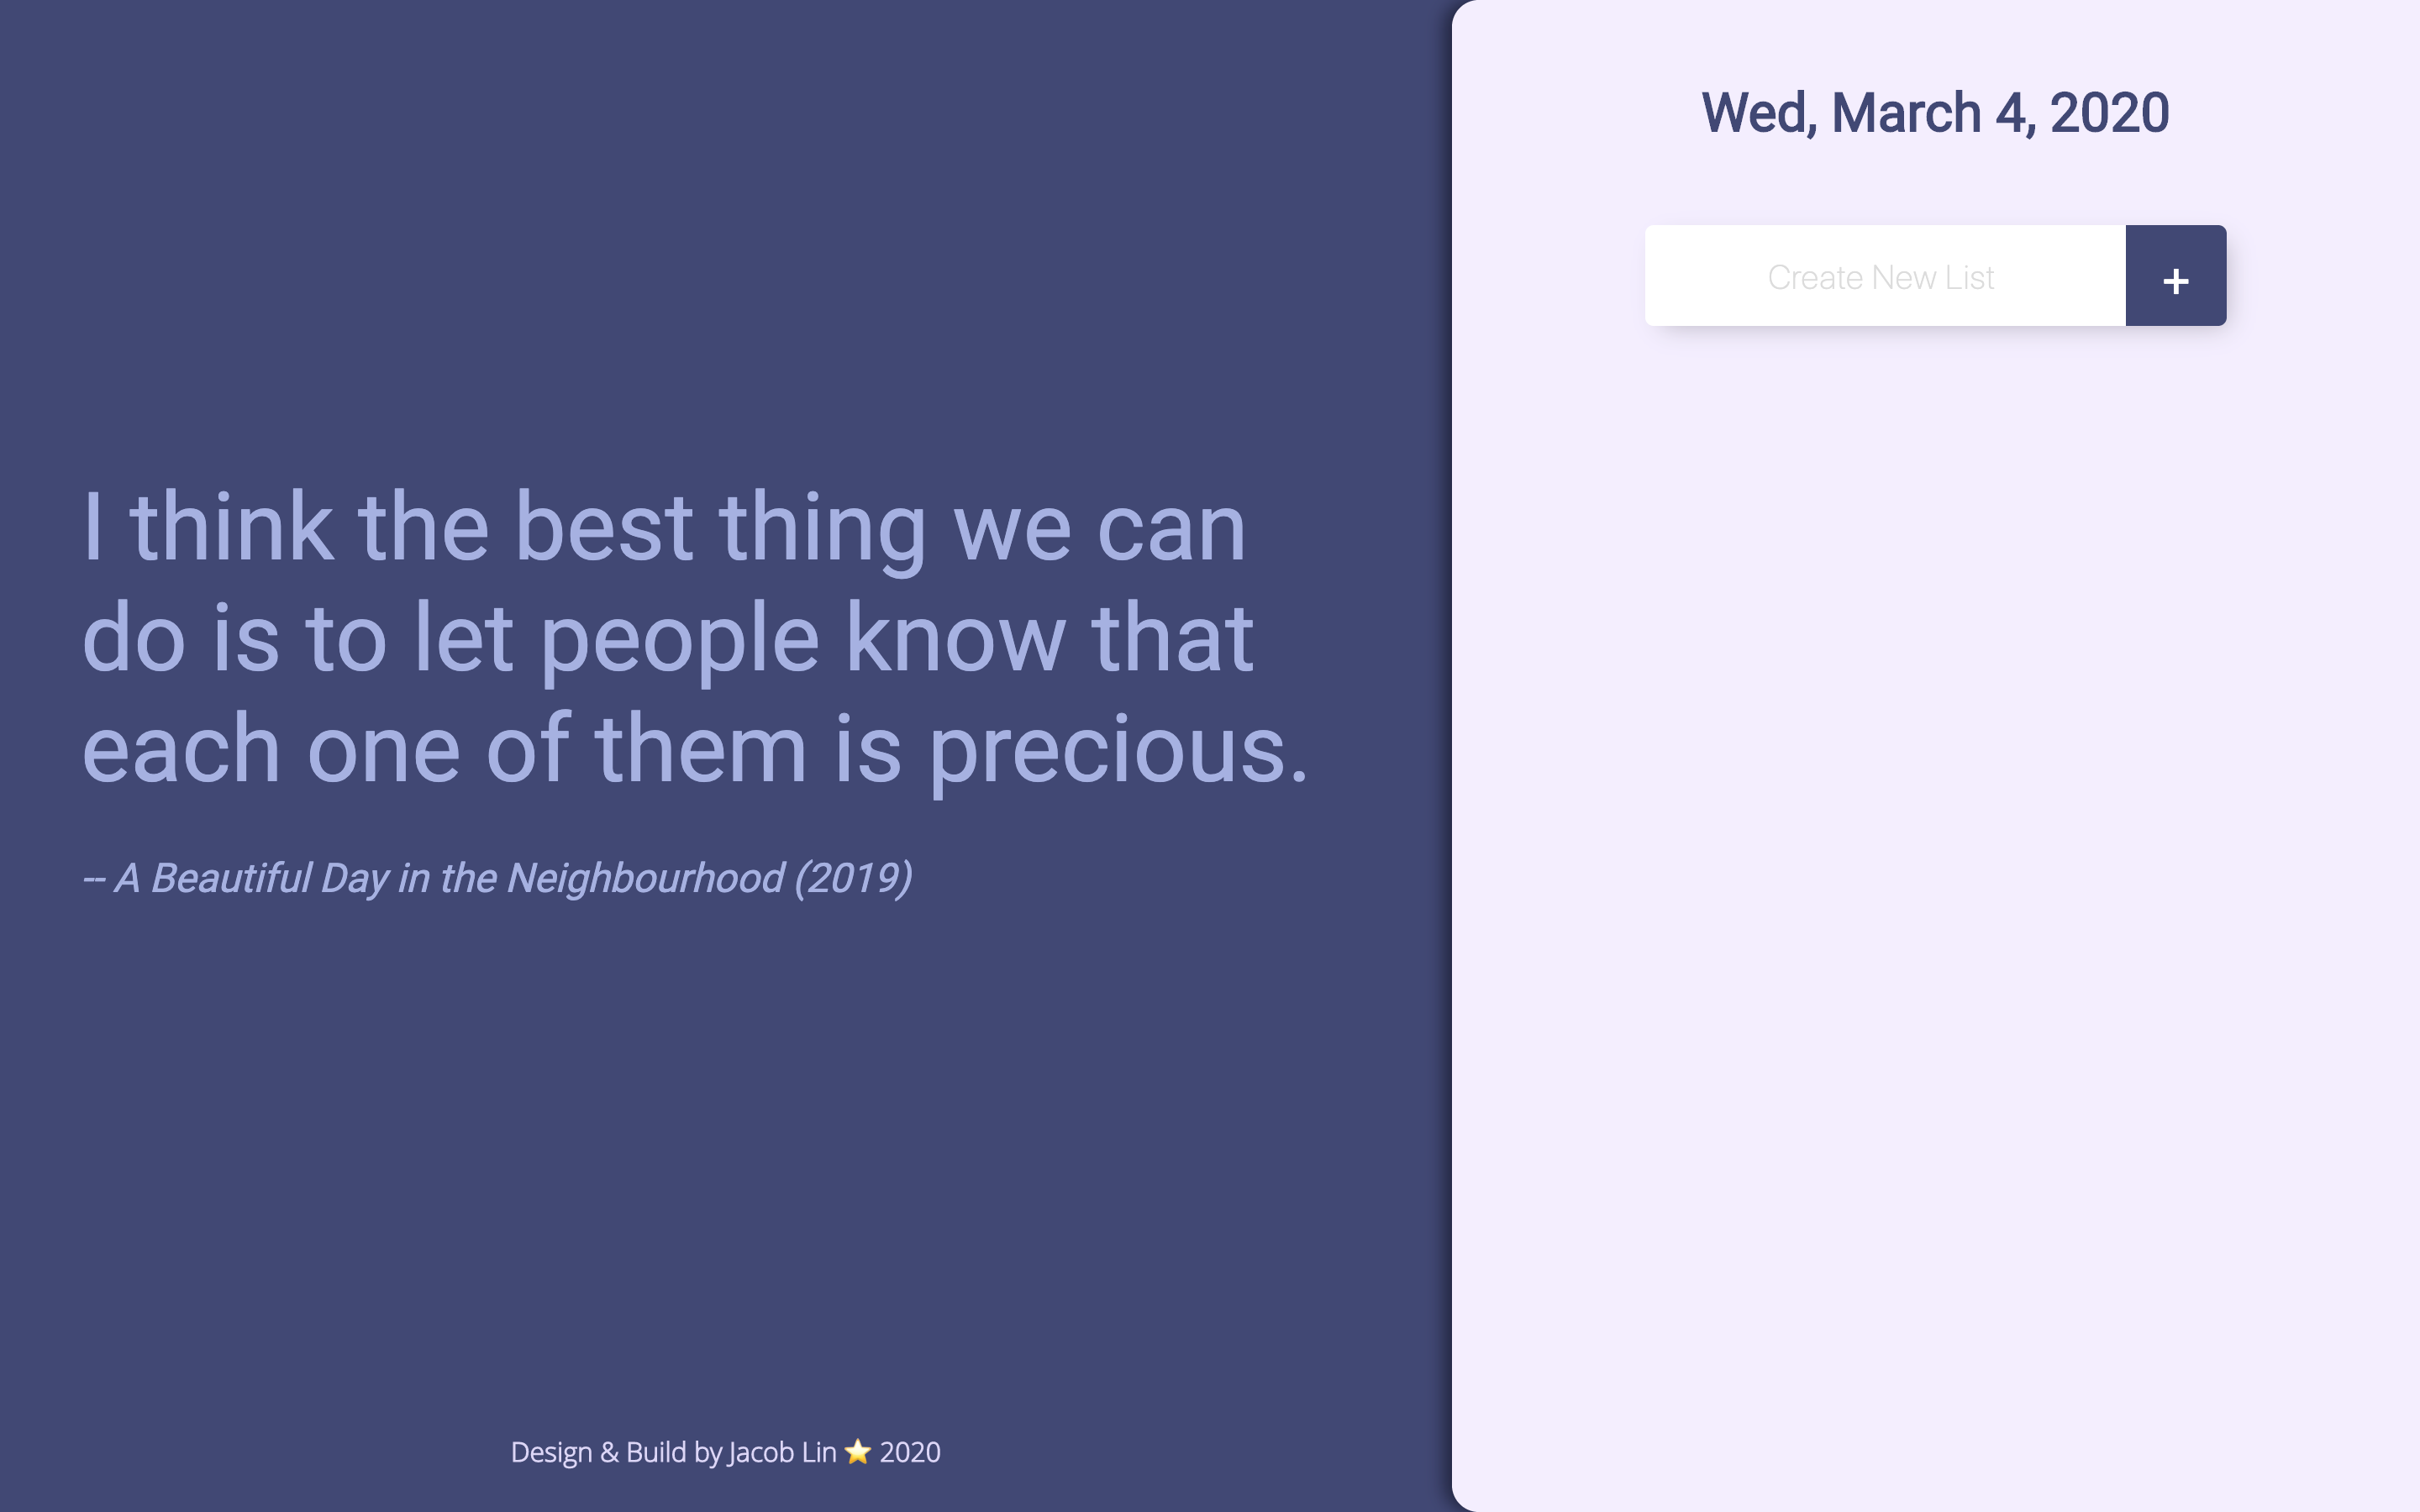 I think the best thing we can
do is to let people know that
each one of them is precious.
-- A Beautiful Day in the Neighbourhood (2019)
Design & Build by Jacob Lin ⭐ 2020
Wed, March 4, 2020
Create New List
+